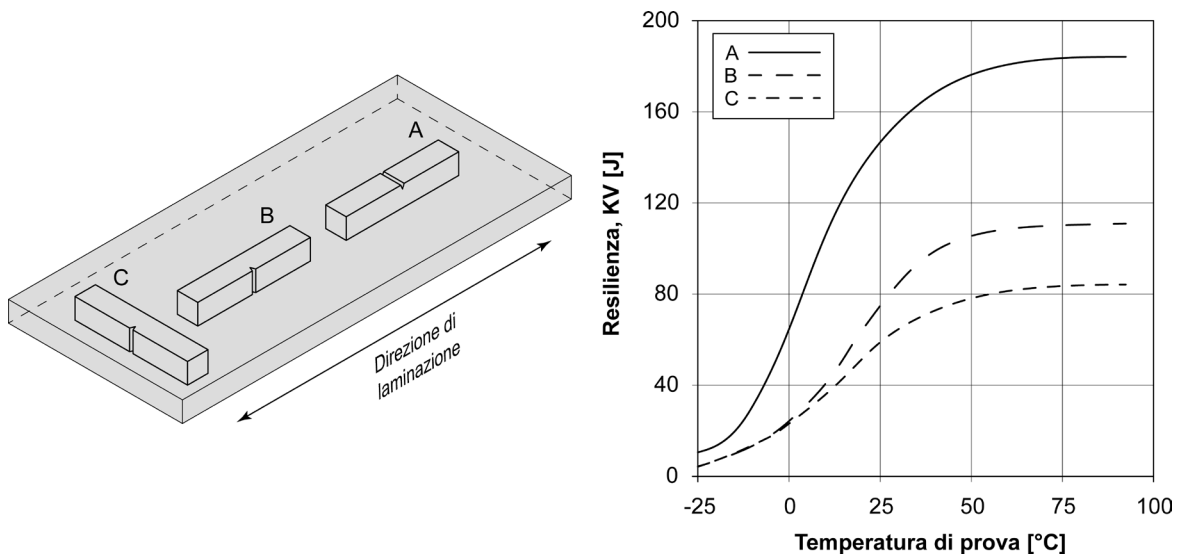 A
B
C
Direzione di
laminazione
Resilienza, KV [J]
200
160
120
80
40
0
A
B
C
-25
0
25
50
75
100
Temperatura di prova [°C]